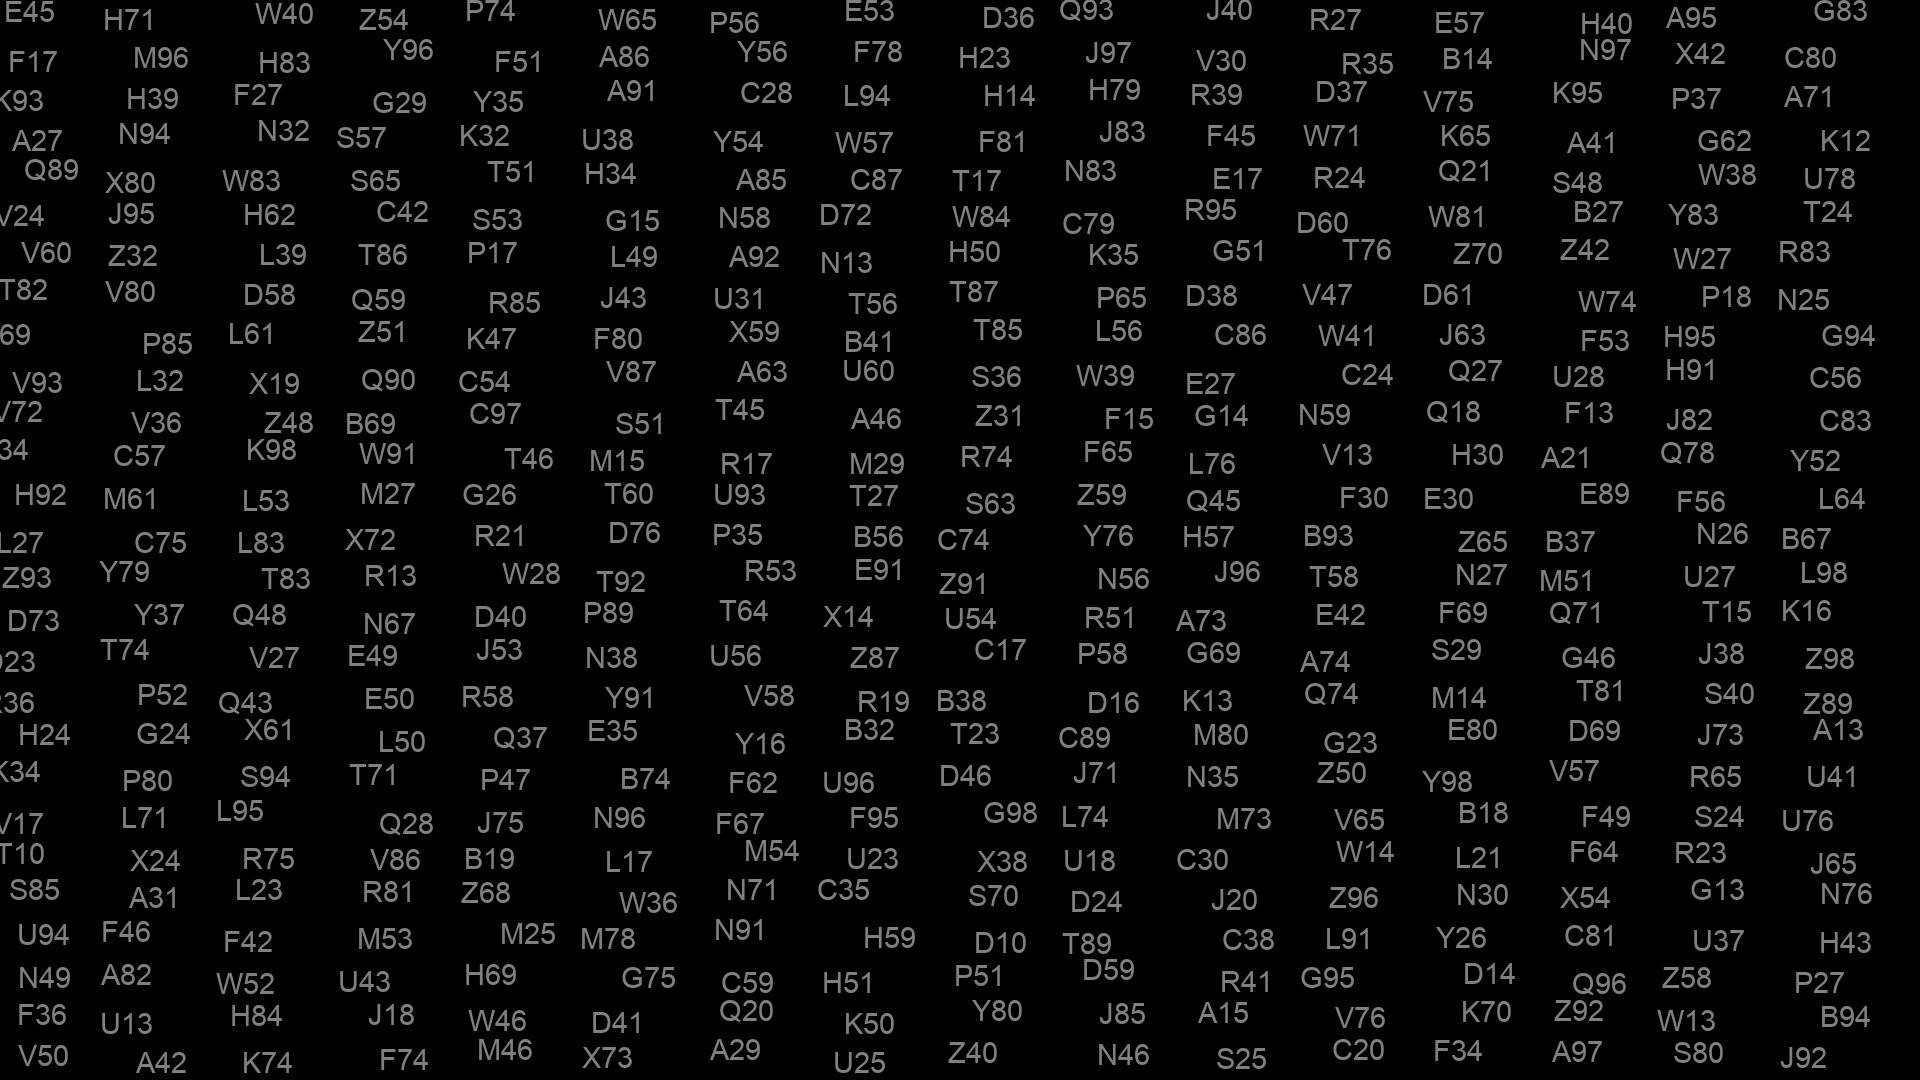 E45 H71 W40 Z54 P74 W65 P56 E53 D36 Q93 J40 R27 E57 H40 A95 G83
F17 M96 H83 Y96 F51 A86 Y56 F78 H23 J97 V30 R35 B14 N97 X42 C80
K93 H39 F27 G29 Y35 A91 C28 L94 H14 H79 R39 D37 V75 K95 P37 A71
A27 N94 N32 S57 K32 U38 Y54 W57 F81 J83 F45 W71 K65 A41 G62 K12
Q89 X80 W83 S65 T51 H34 A85 C87 T17 N83 E17 R24 Q21 S48 W38 U78
V24 J95 H62 C42 S53 G15 N58 D72 W84 C79 R95 D60 W81 B27 Y83 T24
V60 Z32 L39 T86 P17 L49 A92 N13 H50 K35 G51 T76 Z70 Z42 W27 R83
T82 V80 D58 Q59 R85 J43 U31 T56 T87 P65 D38 V47 D61 W74 P18 N25
69 P85 L61 Z51 K47 F80 X59 B41 T85 L56 C86 W41 J63 F53 H95 G94
V93 L32 X19 Q90 C54 V87 A63 U60 S36 W39 E27 C24 Q27 U28 H91 C56
V72 V36 Z48 B69 C97 S51 T45 A46 Z31 F15 G14 N59 Q18 F13 J82 C83
34 C57 K98 W91 T46 M15 R17 M29 R74 F65 L76 V13 H30 A21 Q78 Y52
H92 M61 L53 M27 G26 T60 U93 T27 S63 Z59 Q45 F30 E30 E89 F56 L64
L27 C75 L83 X72 R21 D76 P35 B56 C74 Y76 H57 B93 Z65 B37 N26 B67
Z93 Y79 T83 R13 W28 T92 R53 E91 Z91 N56 J96 T58 N27 M51 U27 L98
D73 Y37 Q48 N67 D40 P89 T64 X14 U54 R51 A73 E42 F69 Q71 T15 K16
23 T74 V27 E49 J53 N38 U56 Z87 C17 P58 G69 A74 S29 G46 J38 Z98
36 P52 Q43 E50 R58 Y91 V58 R19 B38 D16 K13 Q74 M14 T81 S40 Z89
H24 G24 X61 L50 Q37 E35 Y16 B32 T23 C89 M80 G23 E80 D69 J73 A13
K34 P80 S94 T71 P47 B74 F62 U96 D46 J71 N35 Z50 Y98 V57 R65 U41
V17 L71 L95 Q28 J75 N96 F67 F95 G98 L74 M73 V65 B18 F49 S24 U76
T10 X24 R75 V86 B19 L17 M54 U23 X38 U18 C30 W14 L21 F64 R23 J65
S85 A31 L23 R81 Z68 W36 N71 C35 S70 D24 J20 Z96 N30 X54 G13 N76
U94 F46 F42 M53 M25 M78 N91 H59 D10 T89 C38 L91 Y26 C81 U37 H43
N49 A82 W52 U43 H69 G75 C59 H51 P51 D59 R41 G95 D14 Q96 Z58 P27
F36 U13 H84 J18 W46 D41 Q20 K50 Y80 J85 A15 V76 K70 Z92 W13 B94
V50 A42 K74 F74 M46 X73 A29 U25 Z40 N46 S25 C20 F34 A97 S80 J92